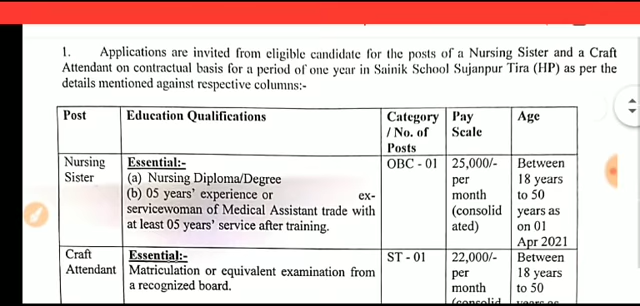 1. Applications are invited from eligible candidate for the posts of a Nursing Sister and a Craft
Attendant on contractual basis for a period of one year in Sainik School Sujanpur Tira (HP) as per the
details mentioned against respective columns:-
Post Education Qualifications Category / No. of Posts Pay Scale Age
Nursing Sister
Essential:-
(a) Nursing Diploma/Degree
(b) 05 years' experience or ex-
servicewoman of Medical Assistant trade with
at least 05 years' service after training.
OBC - 01
25,000/-
per
month
(consolid
ated)
Between
18 years
to 50
years as
on 01
Apr 2021
Craft
Attendant
Essential:-
Matriculation or equivalent examination from
a recognized board.
ST - 01
22,000/-
per
month
(consolid
Between
18 years
to 50
years as